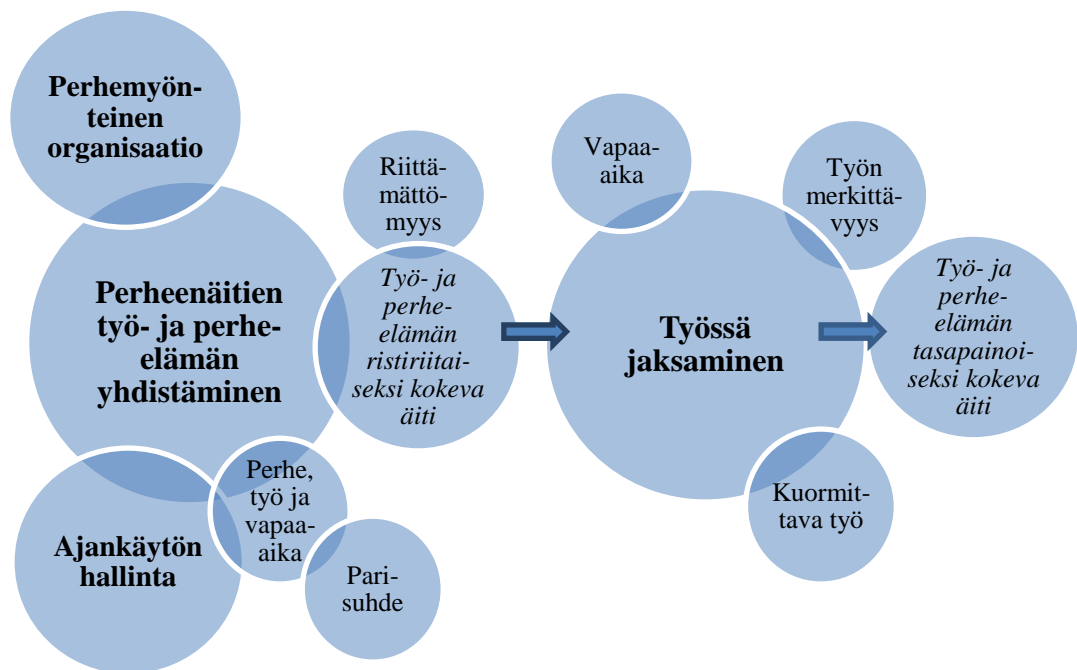 Perhemyön-
teinen
organisaatio
Riittä-
mättö-
myys
Perheenäitien
työ- ja perhe-
elämän
yhdistäminen
Työ- ja
perhe-
elämän
ristiriitai-
seksi kokeva
äiti
Ajankäytön
hallinta
Perhe,
työ ja
vapaa-
aika
Pari-
suhde
Vapaa-
aika
Työn
merkittä-
vyys
Työssä
jaksaminen
Työ- ja
perhe-
elämän
tasapainoi-
seksi kokeva
äiti
Kuormit-
tava työ